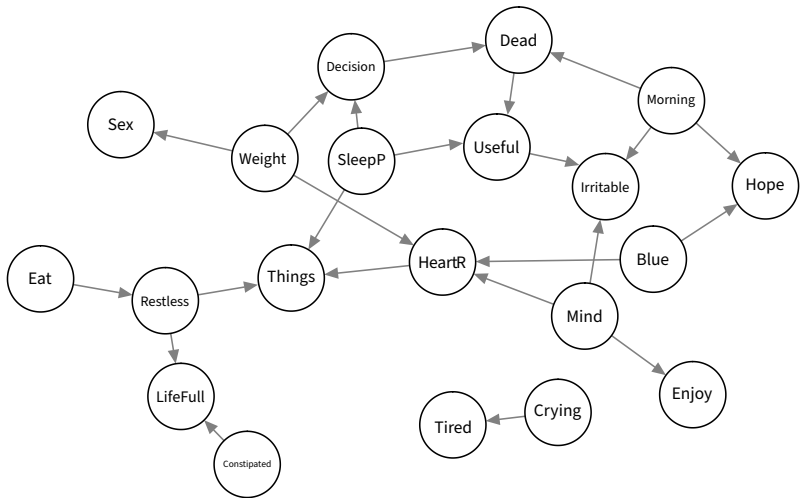 Dead
Decision
Morning
Sex
Useful
Weight
SleepP
Irritable
Hope
HeartR
Blue
Eat
Things
Restless
Mind
LifeFull
Enjoy
Crying
Tired
Constipated